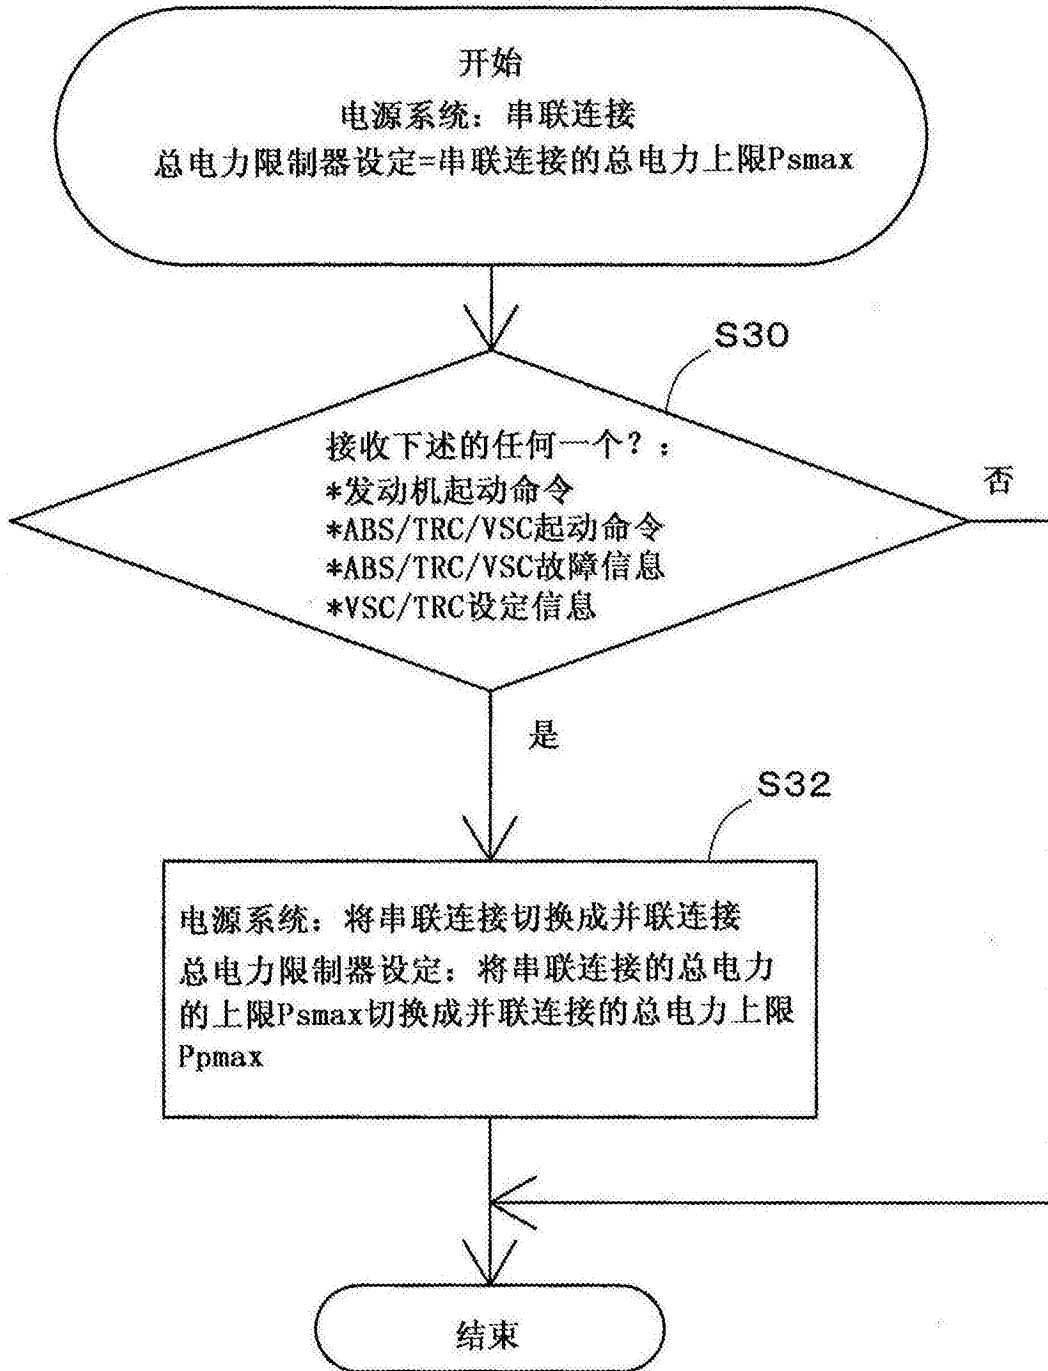 开始
电源系统：串联连接
总电力限制器设定=串联连接的总电力上限Psmax
S30
接收下述的任何一个？：
*发动机起动命令
*ABS/TRC/VSC起动命令
*ABS/TRC/VSC故障信息
*VSC/TRC设定信息
否
是
S32
电源系统：将串联连接切换成并联连接
总电力限制器设定：将串联连接的总电力
的上限Psmax切换成并联连接的总电力上限
Ppmax
结束